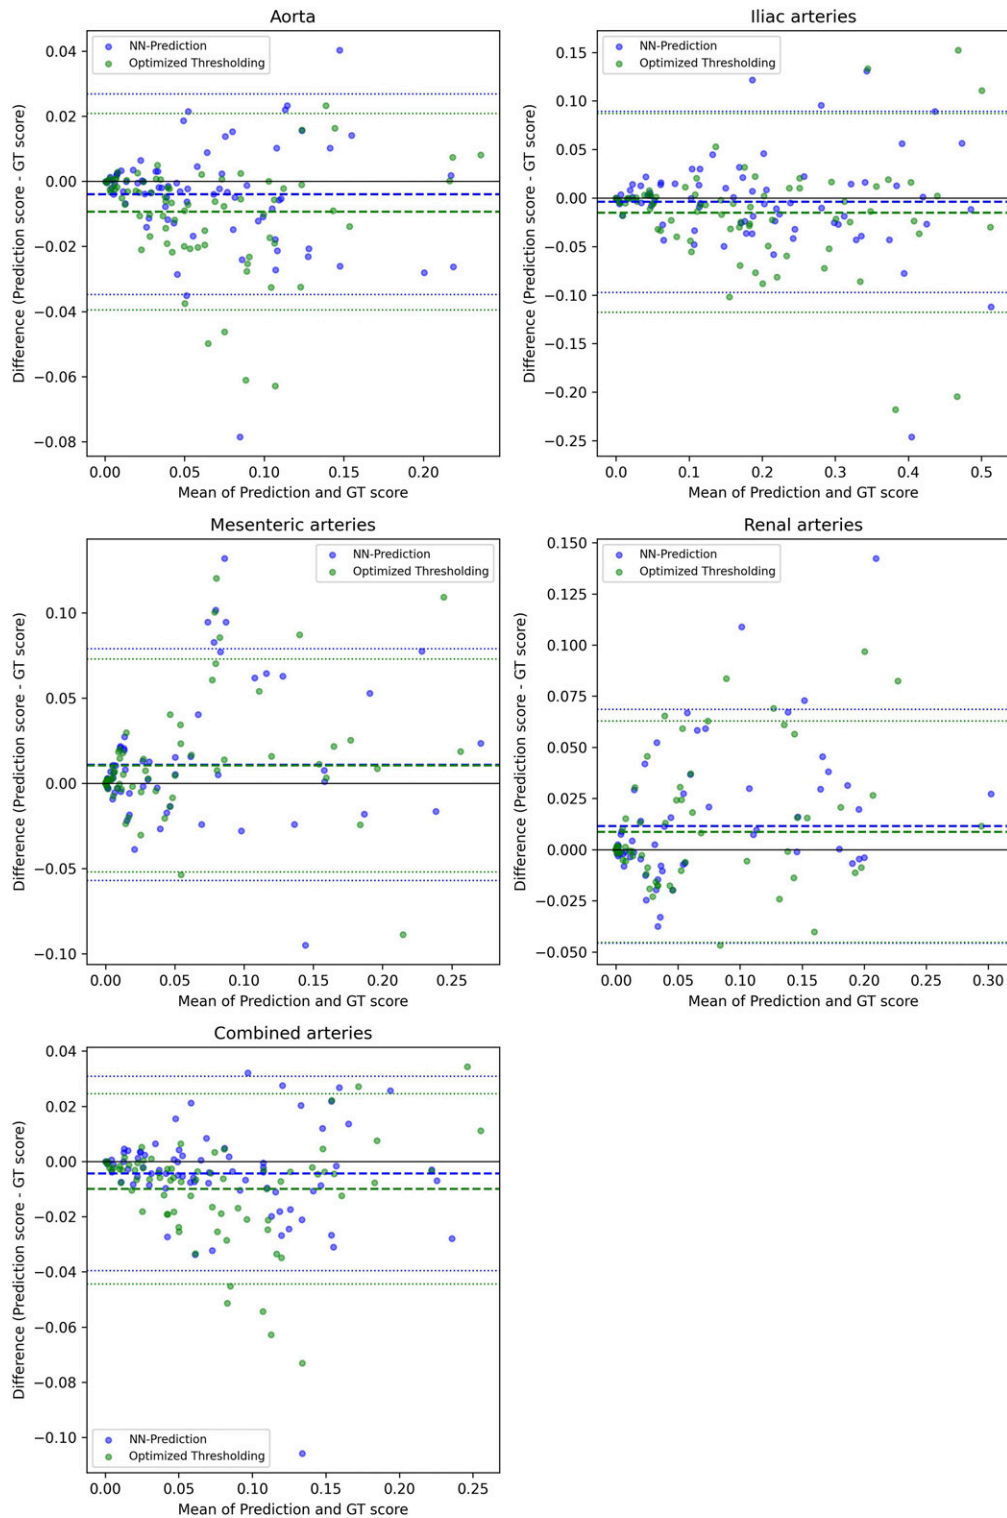 Aorta
NN-Prediction
Optimized Thresholding
Difference (Prediction score - GT score)
0.04
0.02
0.00
−0.02
−0.04
−0.06
−0.08
0.00 0.05 0.10 0.15 0.20
Mean of Prediction and GT score
Iliac arteries
NN-Prediction
Optimized Thresholding
Difference (Prediction score - GT score)
0.15
0.10
0.05
0.00
−0.05
−0.10
−0.15
−0.20
−0.25
0.0 0.1 0.2 0.3 0.4 0.5
Mean of Prediction and GT score
Mesenteric arteries
NN-Prediction
Optimized Thresholding
Difference (Prediction score - GT score)
0.10
0.05
0.00
−0.05
−0.10
0.00 0.05 0.10 0.15 0.20 0.25
Mean of Prediction and GT score
Renal arteries
NN-Prediction
Optimized Thresholding
Difference (Prediction score - GT score)
0.150
0.125
0.100
0.075
0.050
0.025
0.000
−0.025
−0.050
0.00 0.05 0.10 0.15 0.20 0.25 0.30
Mean of Prediction and GT score
Combined arteries
NN-Prediction
Optimized Thresholding
Difference (Prediction score - GT score)
0.04
0.02
0.00
−0.02
−0.04
−0.06
−0.08
−0.10
0.00 0.05 0.10 0.15 0.20 0.25
Mean of Prediction and GT score